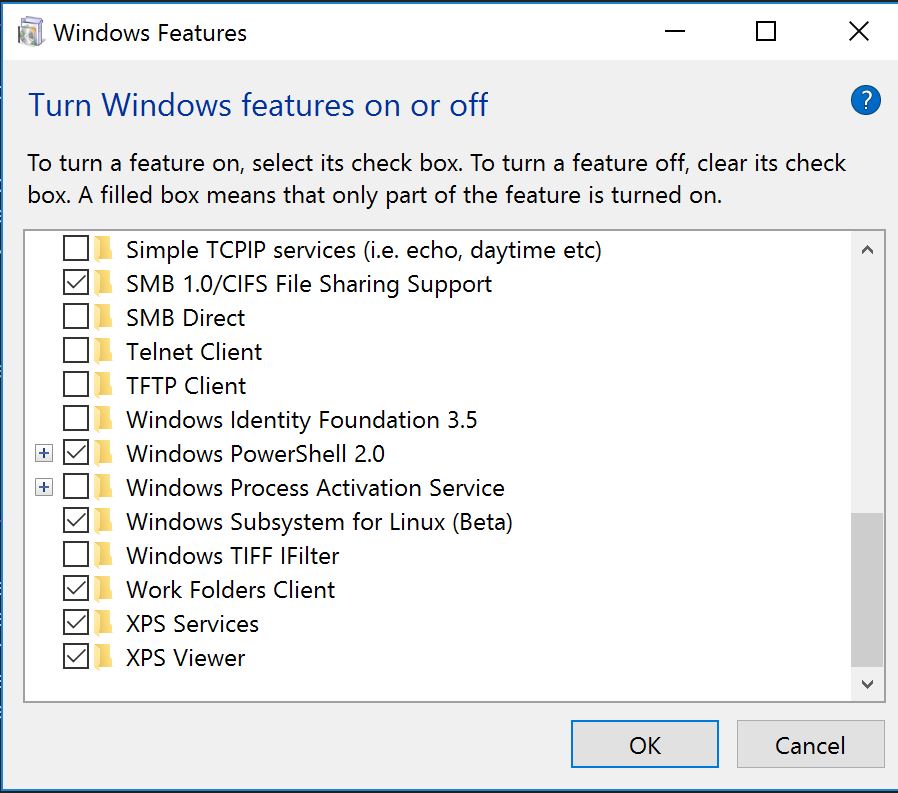 Windows Features
Turn Windows features on or off
?
To turn a feature on, select its check box. To turn a feature off, clear its check
box. A filled box means that only part of the feature is turned on.
Simple TCPIP services (i.e. echo, daytime etc)
SMB 1.0/CIFS File Sharing Support
SMB Direct
Telnet Client
TFTP Client
Windows Identity Foundation 3.5
Windows PowerShell 2.0
Windows Process Activation Service
Windows Subsystem for Linux (Beta)
Windows TIFF IFilter
Work Folders Client
XPS Services
XPS Viewer
OK Cancel